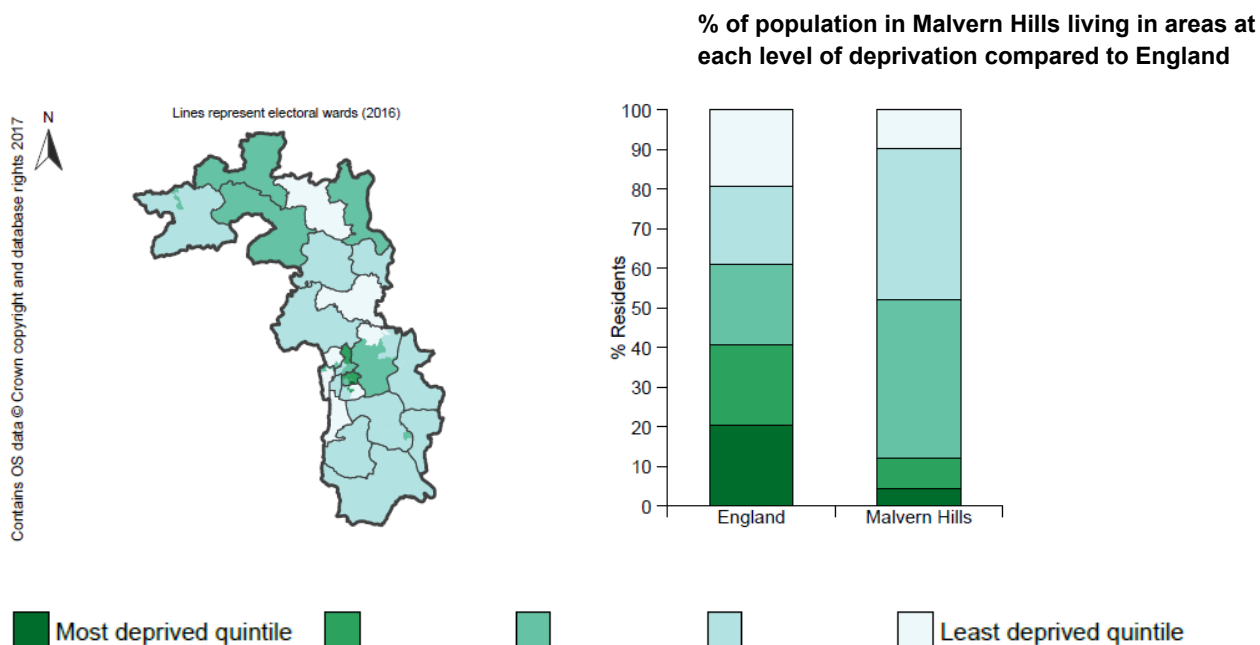 % of population in Malvern Hills living in areas at
each level of deprivation compared to England
Contains OS data © Crown copyright and database rights 2017
N
Lines represent electoral wards (2016)
% Residents
100
90
80
70
60
50
40
30
20
10
0
England
Malvern Hills
Most deprived quintile
Least deprived quintile